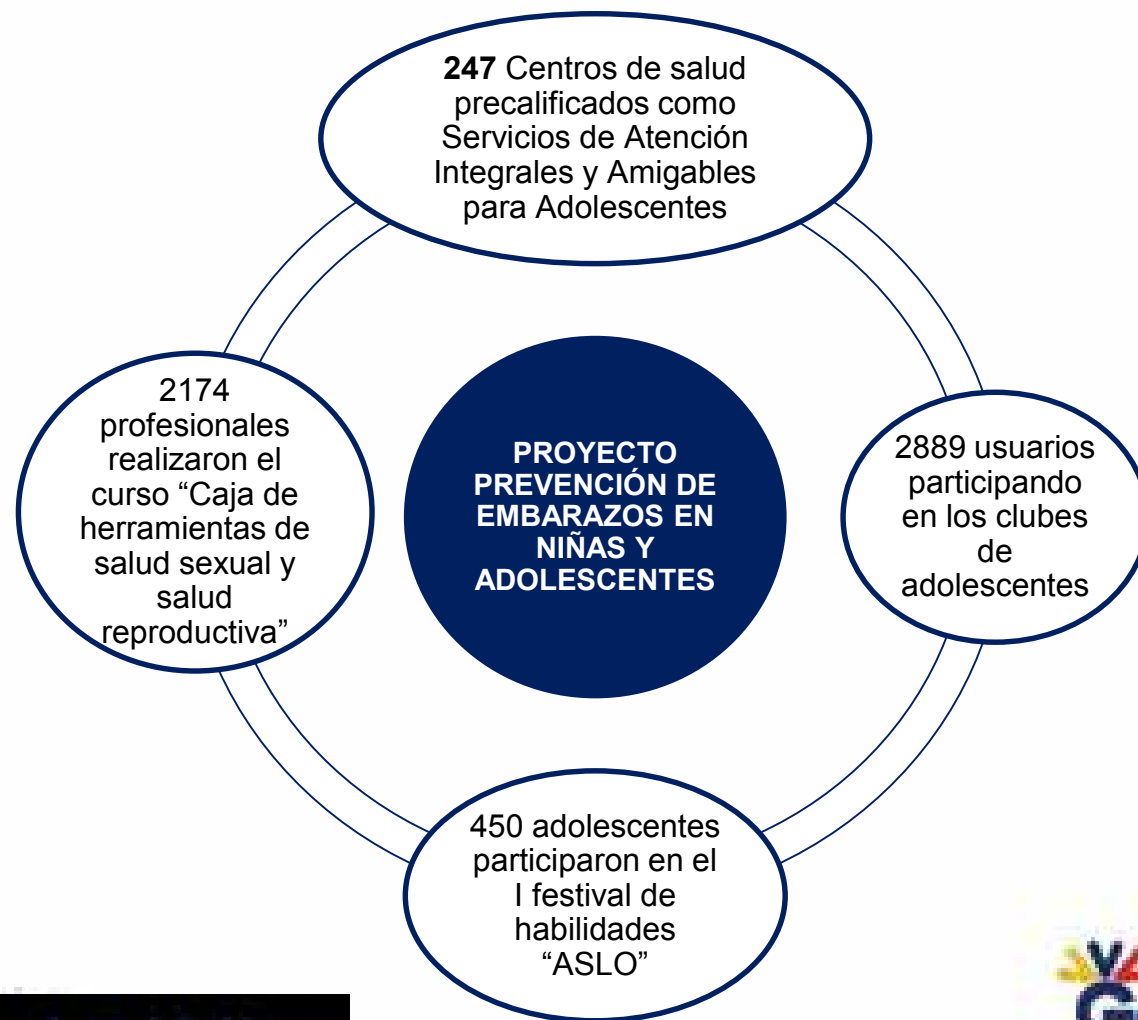 247 Centros de salud
precalificados como
Servicios de Atención
Integrales y Amigables
para Adolescentes
2174
profesionales
realizaron el
curso “Caja de
herramientas de
salud sexual y
salud
reproductiva”
PROYECTO
PREVENCIÓN DE
EMBARAZOS EN
NIÑAS Y
ADOLESCENTES
2889 usuarios
participando
en los clubes
de
adolescentes
450 adolescentes
participaron en el
I festival de
habilidades
“ASLO”